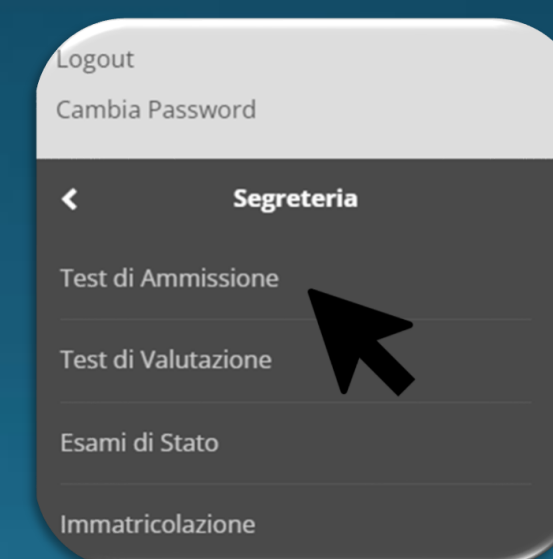 Logout
Cambia Password
Segreteria
Test di Ammissione
Test di Valutazione
Esami di Stato
Immatricolazione